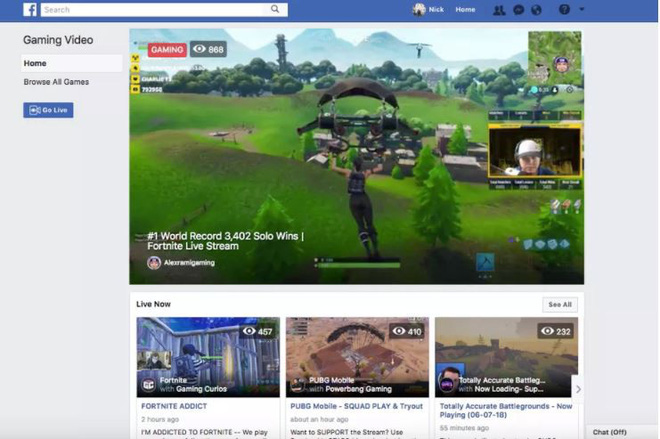 f Search Nick Home
Gaming Video
Home
Browse All Games
Go Live
GAMING 868
CHARLIETS
792958
#1 World Record 3,402 Solo Wins |
Fortnite Live Stream
Alexramigaming
Live Now See All
457 410 232
Fortnite
with Gaming Curios
PUBG Mobile
with Powerbang Gaming
Totally Accurate Battleg...
with Now Loading- Sup...
FORTNITE ADDICT
2 hours ago
I'M ADDICTED TO FORTNITE -- We play
PUBG Mobile - SQUAD PLAY & Tryout
about an hour ago
Want to SUPPORT the Stream? Use
Totally Accurate Battlegrounds - Now
Playing (06-07-18)
55 minutes ago
Chat (Off)